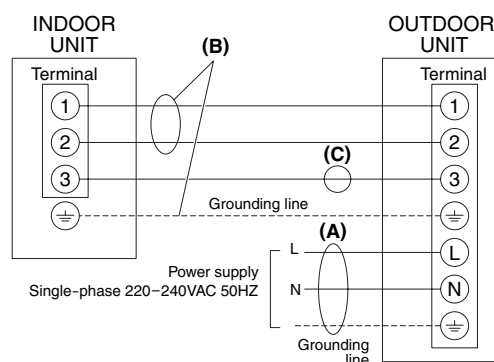 INDOOR
UNIT
OUTDOOR
UNIT
(B)
Terminal
Terminal
1
1
2
2
(C)
3
3
Grounding line
(A)
L
L
Power supply
Single-phase 220-240VAC 50HZ
N
N
Grounding
line